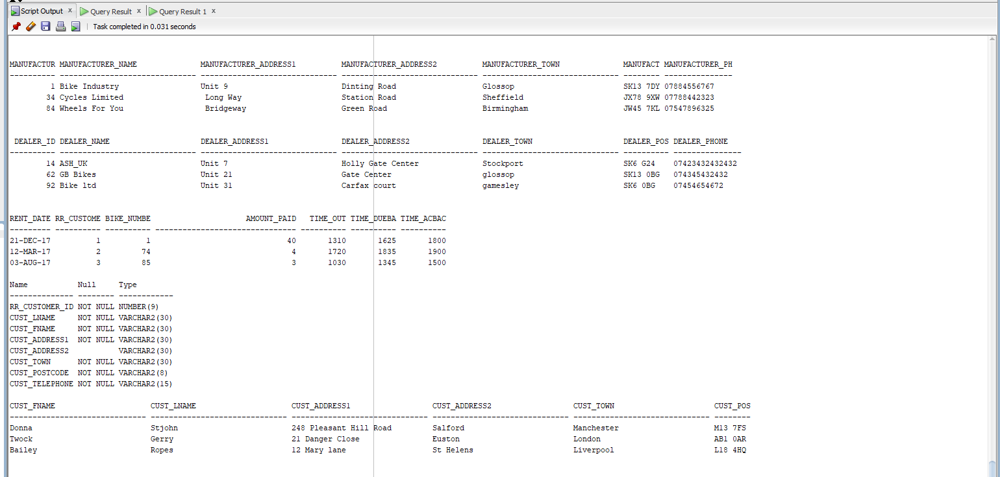 Script Output x Query Result x Query Result 1 x
Task completed in 0.031 seconds
MANUFACTUR MANUFACTURER_NAME MANUFACTURER_ADDRESS1 MANUFACTURER_ADDRESS2 MANUFACTURER_TOWN MANUFACT MANUFACTURER_PH
---------- ------------------------------ ------------------------------ ------------------------------ ------------------------------ -------- ---------------
1 Bike Industry Unit 9 Dinting Road Glossop SK13 7DY 07884556767
34 Cycles Limited Long Way Station Road Sheffield JX78 9XW 07788442323
84 Wheels For You Bridgeway Green Road Birmingham JW45 7KL 07547896325
DEALER_ID DEALER_NAME DEALER_ADDRESS1 DEALER_ADDRESS2 DEALER_TOWN DEALER_POS DEALER_PHONE
---------- ------------------------------ ------------------------------ ------------------------------ ------------------------------ ---------- ---------------
14 ASH_UK Unit 7 Holly Gate Center Stockport SK6 G24 07423432432432
62 GB Bikes Unit 21 Gate Center glossop SK13 0BG 074345432432
92 Bike ltd Unit 31 Carfax court gamesley SK6 0BG 07454654672
RENT_DATE RR_CUSTOME BIKE_NUMBE AMOUNT_PAID TIME_OUT TIME_DUEBA TIME_ACBAC
--------- ---------- ---------- ------------------------------- ---------- ---------- ----------
21-DEC-17 1 1 40 1310 1625 1800
12-MAR-17 2 74 4 1720 1835 1900
03-AUG-17 3 85 3 1030 1345 1500
Name Null Type
-------------- -------- ------------
RR_CUSTOMER_ID NOT NULL NUMBER(9)
CUST_LNAME NOT NULL VARCHAR2(30)
CUST_FNAME NOT NULL VARCHAR2(30)
CUST_ADDRESS1 NOT NULL VARCHAR2(30)
CUST_ADDRESS2 VARCHAR2(30)
CUST_TOWN NOT NULL VARCHAR2(30)
CUST_POSTCODE NOT NULL VARCHAR2(8)
CUST_TELEPHONE NOT NULL VARCHAR2(15)
CUST_FNAME CUST_LNAME CUST_ADDRESS1 CUST_ADDRESS2 CUST_TOWN CUST_POS
------------------------------ ------------------------------ ------------------------------ ------------------------------ ------------------------------ --------
Donna Stjohn 248 Pleasant Hill Road Salford Manchester M13 7FS
Twock Gerry 21 Danger Close Euston London AB1 0AR
Bailey Ropes 12 Mary lane St Helens Liverpool L18 4HQ